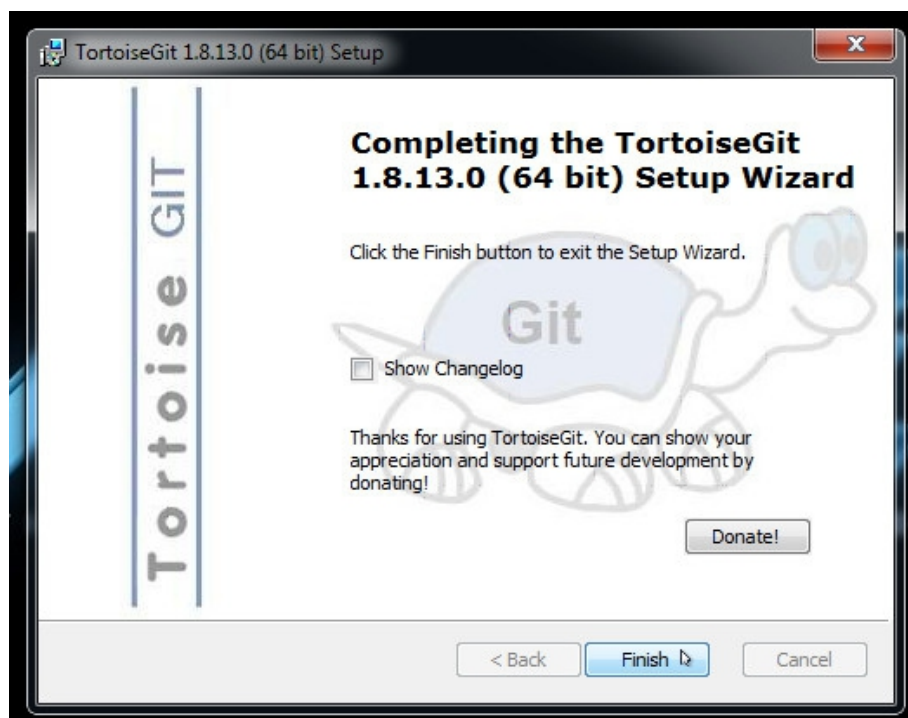 TortoiseGit 1.8.13.0 (64 bit) Setup
Tortoise GIT
Completing the TortoiseGit
1.8.13.0 (64 bit) Setup Wizard
Click the Finish button to exit the Setup Wizard.
Git
Show Changelog
Thanks for using TortoiseGit. You can show your
appreciation and support future development by
donating!
Donate!
< Back
Finish
Cancel